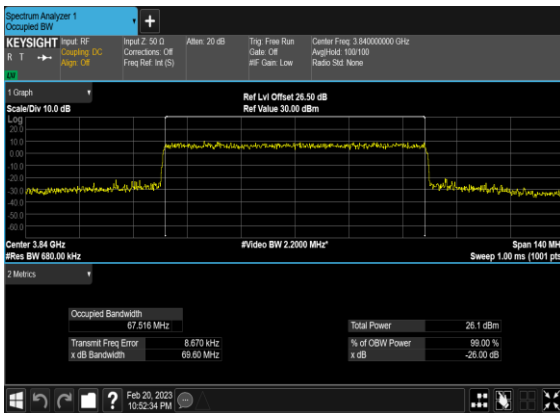 Spectrum Analyzer 1
Occupied BW
KEYSIGHT
R T
LV
Input: RF
Coupling: DC
Align: Off
Input Z: 50 Ω
Corrections: Off
Freq Ref: Int (S)
Atten: 20 dB
Trig: Free Run
Gate: Off
#IF Gain: Low
Center Freq: 3.840000000 GHz
Avg|Hold: 100/100
Radio Std: None
1 Graph
Scale/Div 10.0 dB
Ref Lvl Offset 26.50 dB
Ref Value 30.00 dBm
Log
20.0
10.0
0.00
-10.0
-20.0
-30.0
-40.0
-50.0
-60.0
Center 3.84 GHz
#Res BW 680.00 kHz
#Video BW 2.2000 MHz*
Span 140 MH
Sweep 1.00 ms (1001 pts
2 Metrics
Occupied Bandwidth
67.516 MHz
Transmit Freq Error 8.670 kHz
x dB Bandwidth 69.60 MHz
Total Power 26.1 dBm
% of OBW Power 99.00 %
x dB -26.00 dB
Feb 20, 2023
10:52:34 PM